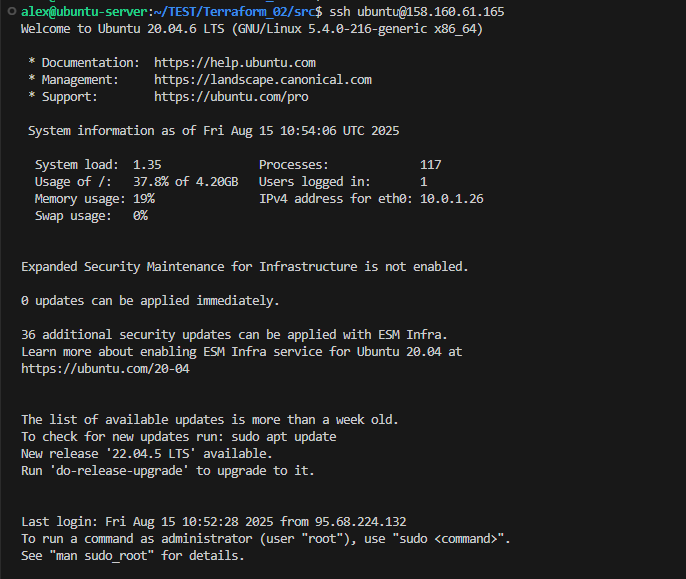 alex@ubuntu-server:~/TEST/Terraform_02/src$ ssh ubuntu@158.160.61.165
Welcome to Ubuntu 20.04.6 LTS (GNU/Linux 5.4.0-216-generic x86_64)
* Documentation:  https://help.ubuntu.com
* Management:     https://landscape.canonical.com
* Support:        https://ubuntu.com/pro
System information as of Fri Aug 15 10:54:06 UTC 2025
System load:  1.35              Processes:             117
Usage of /:   37.8% of 4.20GB   Users logged in:       1
Memory usage: 19%               IPv4 address for eth0: 10.0.1.26
Swap usage:   0%
Expanded Security Maintenance for Infrastructure is not enabled.
0 updates can be applied immediately.
36 additional security updates can be applied with ESM Infra.
Learn more about enabling ESM Infra service for Ubuntu 20.04 at
https://ubuntu.com/20-04
The list of available updates is more than a week old.
To check for new updates run: sudo apt update
New release '22.04.5 LTS' available.
Run 'do-release-upgrade' to upgrade to it.
Last login: Fri Aug 15 10:52:28 2025 from 95.68.224.132
To run a command as administrator (user "root"), use "sudo <command>".
See "man sudo_root" for details.